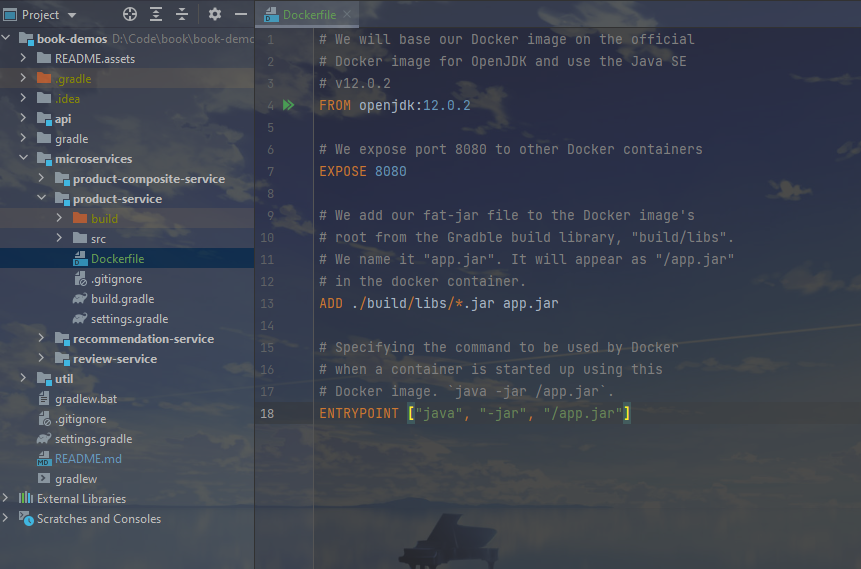 Project
book-demos D:\Code\book\book-demo
README.assets
.gradle
.idea
api
gradle
microservices
product-composite-service
product-service
build
src
Dockerfile
.gitignore
build.gradle
settings.gradle
recommendation-service
review-service
util
gradlew.bat
.gitignore
settings.gradle
README.md
gradlew
External Libraries
Scratches and Consoles
Dockerfile
1 # We will base our Docker image on the official
2 # Docker image for OpenJDK and use the Java SE
3 # v12.0.2
4 FROM openjdk:12.0.2
5
6 # We expose port 8080 to other Docker containers
7 EXPOSE 8080
8
9 # We add our fat-jar file to the Docker image's
10 # root from the Gradble build library, "build/libs".
11 # We name it "app.jar". It will appear as "/app.jar"
12 # in the docker container.
13 ADD ./build/libs/*.jar app.jar
14
15 # Specifying the command to be used by Docker
16 # when a container is started up using this
17 # Docker image. `java -jar /app.jar`.
18 ENTRYPOINT ["java", "-jar", "/app.jar"]